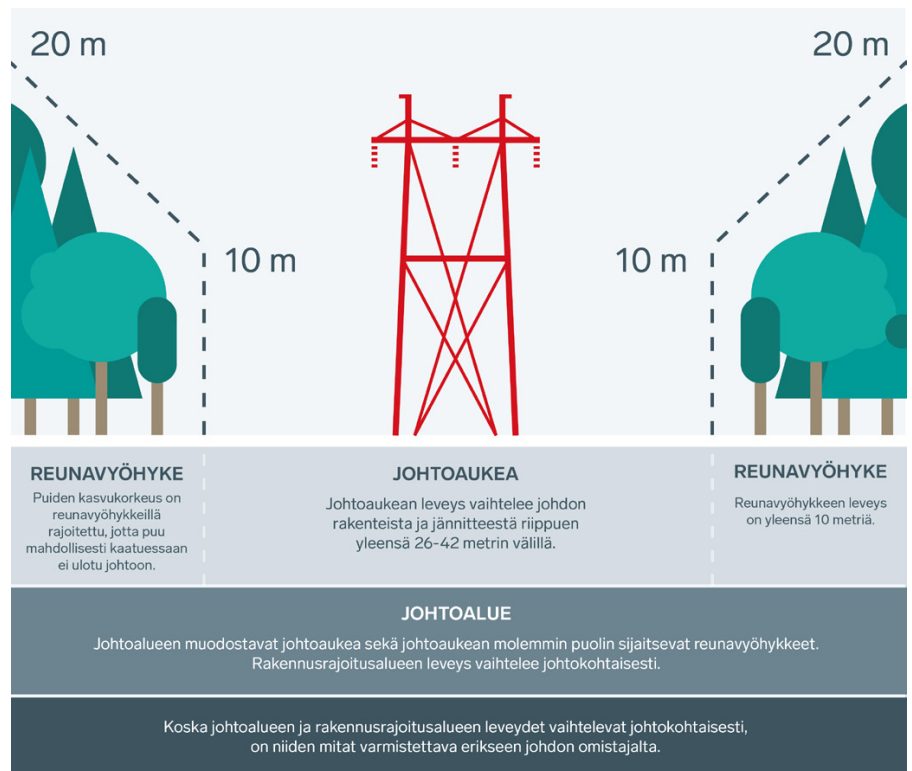 20 m
20 m
10 m
10 m
REUNAVYÖHYKE
Puiden kasvukorkeus on
reunavyöhykkeillä
rajoitettu, jotta puu
mahdollisesti kaatuessaan
ei ulotu johtoon.
JOHTOAUKEA
Johtoaukean leveys vaihtelee johdon
rakenteista ja jännitteestä riippuen
yleensä 26-42 metrin välillä.
REUNAVYÖHYKE
Reunavyöhykkeen leveys
on yleensä 10 metriä.
JOHTOALUE
Johtoalueen muodostavat johtoaukea sekä johtoaukean molemmin puolin sijaitsevat reunavyöhykkeet.
Rakennusrajoitusalueen leveys vaihtelee johtokohtaisesti.
Koska johtoalueen ja rakennusrajoitusalueen leveydet vaihtelevat johtokohtaisesti,
on niiden mitat varmistettava erikseen johdon omistajalta.